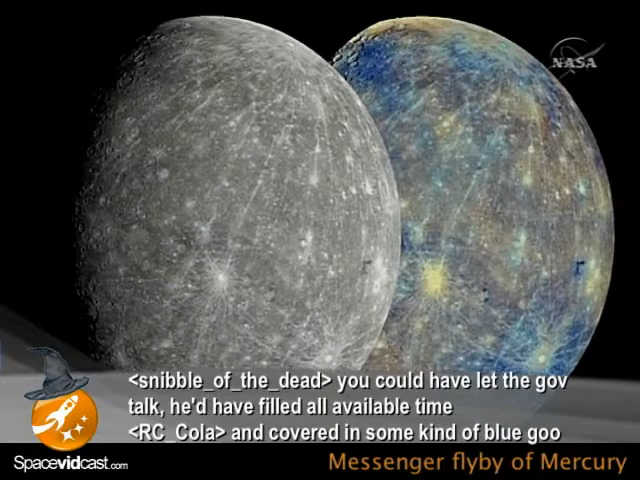 NASA
<snibble_of_the_dead> you could have let the gov
talk, he'd have filled all available time
<RC_Cola> and covered in some kind of blue goo
Spacevidcast.com
Messenger flyby of Mercury